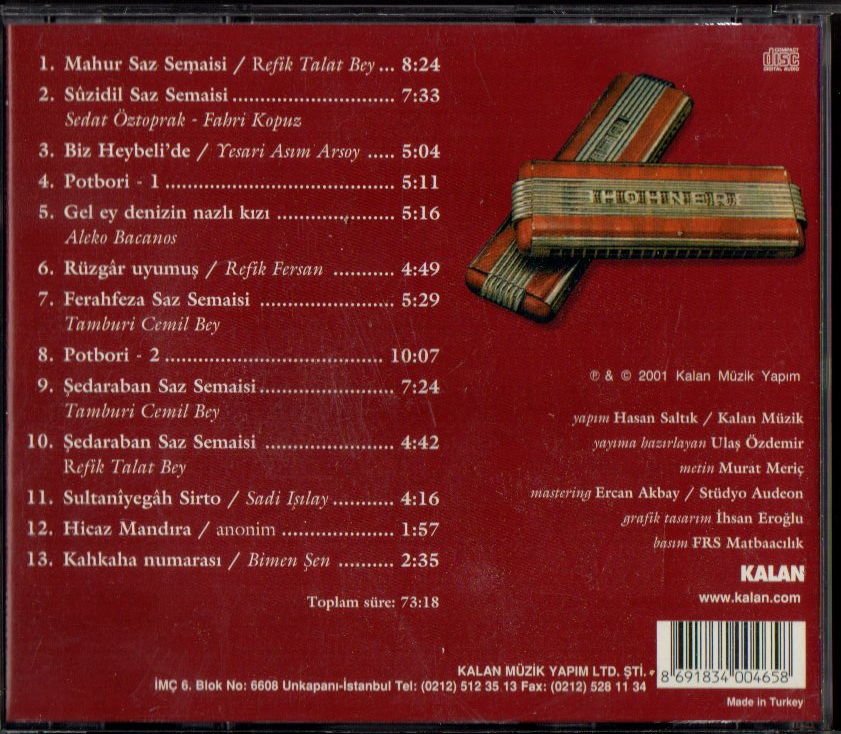 1. Mahur Saz Semaisi / Refik Talat Bey ... 8:24
2. Sûzidil Saz Semaisi .......................... 7:33
Sedat Öztoprak - Fahri Kopuz
3. Biz Heybeli'de / Yesari Asım Arsoy ..... 5:04
4. Potbori - 1 ..................................... 5:11
5. Gel ey denizin nazlı kızı ................... 5:16
Aleko Bacanos
6. Rüzgâr uyumuş / Refik Fersan .......... 4:49
7. Ferahfeza Saz Semaisi ...................... 5:29
Tamburi Cemil Bey
8. Potbori - 2 ................................... 10:07
9. Şedaraban Saz Semaisi ...................... 7:24
Tamburi Cemil Bey
10. Şedaraban Saz Semaisi ..................... 4:42
Refik Talat Bey
11. Sultanîyegâh Sirto / Sadi Işılay .......... 4:16
12. Hicaz Mandıra / anonim ................... 1:57
13. Kahkaha numarası / Bimen Şen ......... 2:35
Toplam süre: 73:18
COMPACT
disc
DIGITAL AUDIO
HOHNER
℗ & © 2001 Kalan Müzik Yapım
yapım Hasan Saltık / Kalan Müzik
yayıma hazırlayan Ulaş Özdemir
metin Murat Meriç
mastering Ercan Akbay / Stüdyo Audeon
grafik tasarım İhsan Eroğlu
basım FRS Matbaacılık
KALAN
www.kalan.com
KALAN MÜZİK YAPIM LTD. ŞTİ.
İMÇ 6. Blok No: 6608 Unkapanı-İstanbul Tel: (0212) 512 35 13 Fax: (0212) 528 11 34
8 691834 004658
Made in Turkey